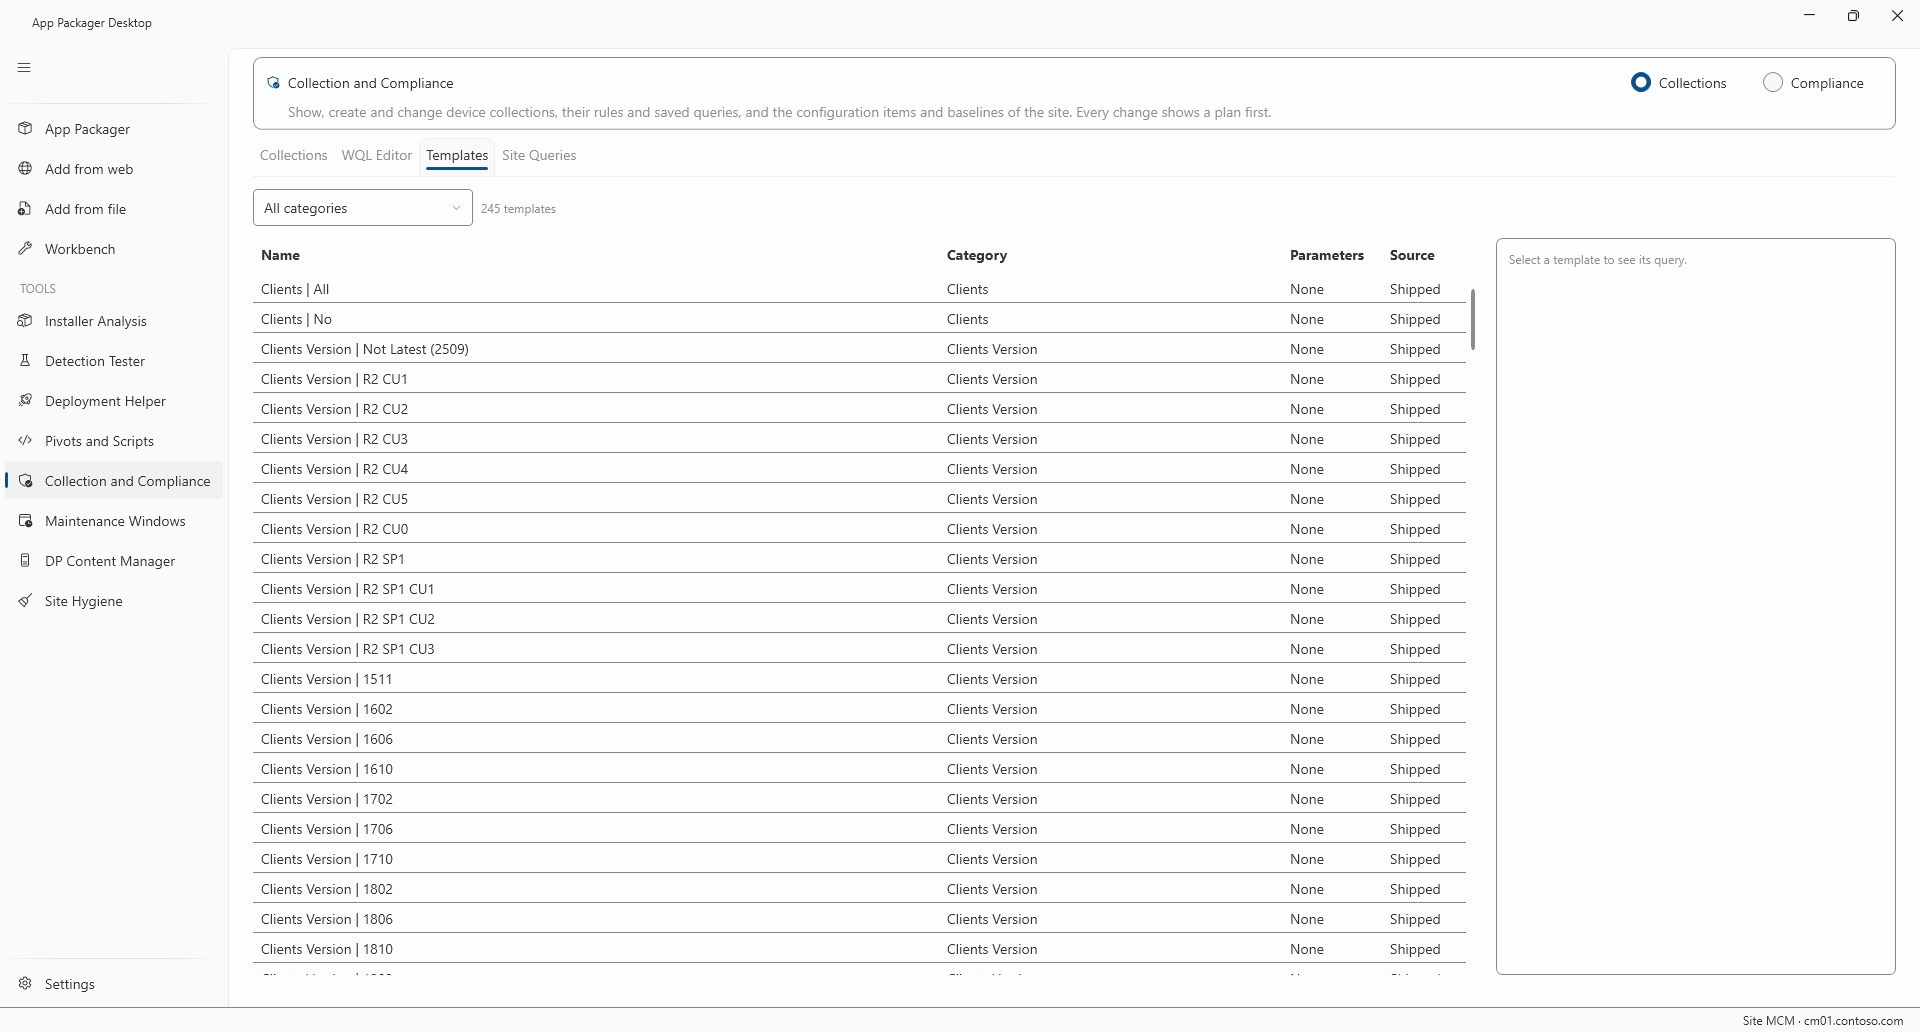 App Packager Desktop
Collection and Compliance
Collections
Compliance
Show, create and change device collections, their rules and saved queries, and the configuration items and baselines of the site. Every change shows a plan first.
App Packager
Add from web
Add from file
Workbench
TOOLS
Installer Analysis
Detection Tester
Deployment Helper
Pivots and Scripts
Collection and Compliance
Maintenance Windows
DP Content Manager
Site Hygiene
Settings
Collections WQL Editor Templates Site Queries
All categories 245 templates
Name Category Parameters Source
Clients | All Clients None Shipped
Clients | No Clients None Shipped
Clients Version | Not Latest (2509) Clients Version None Shipped
Clients Version | R2 CU1 Clients Version None Shipped
Clients Version | R2 CU2 Clients Version None Shipped
Clients Version | R2 CU3 Clients Version None Shipped
Clients Version | R2 CU4 Clients Version None Shipped
Clients Version | R2 CU5 Clients Version None Shipped
Clients Version | R2 CU0 Clients Version None Shipped
Clients Version | R2 SP1 Clients Version None Shipped
Clients Version | R2 SP1 CU1 Clients Version None Shipped
Clients Version | R2 SP1 CU2 Clients Version None Shipped
Clients Version | R2 SP1 CU3 Clients Version None Shipped
Clients Version | 1511 Clients Version None Shipped
Clients Version | 1602 Clients Version None Shipped
Clients Version | 1606 Clients Version None Shipped
Clients Version | 1610 Clients Version None Shipped
Clients Version | 1702 Clients Version None Shipped
Clients Version | 1706 Clients Version None Shipped
Clients Version | 1710 Clients Version None Shipped
Clients Version | 1802 Clients Version None Shipped
Clients Version | 1806 Clients Version None Shipped
Clients Version | 1810 Clients Version None Shipped
Select a template to see its query.
Site MCM · cm01.contoso.com